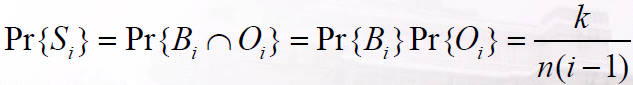 Pr{S_i} = Pr{B_i ∩ O_i} = Pr{B_i} Pr{O_i} = k / n(i − 1)